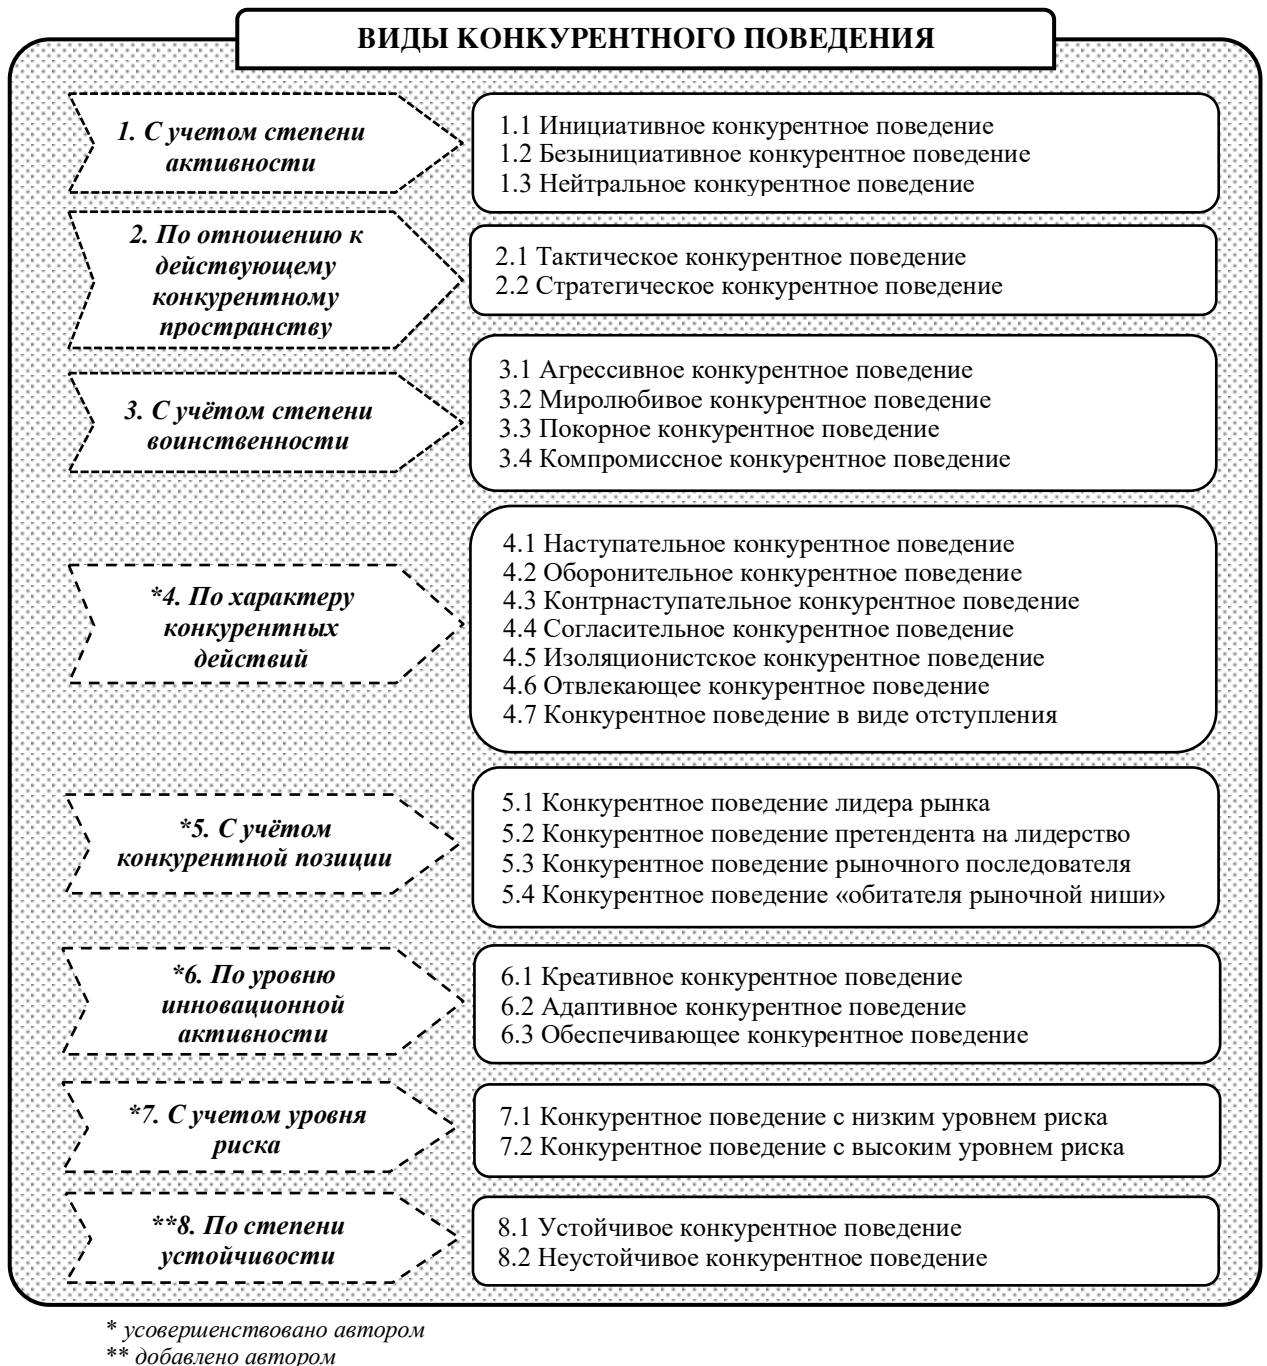 ВИДЫ КОНКУРЕНТНОГО ПОВЕДЕНИЯ
1. С учетом степени
активности
1.1 Инициативное конкурентное поведение
1.2 Безынициативное конкурентное поведение
1.3 Нейтральное конкурентное поведение
2. По отношению к
действующему
конкурентному
пространству
2.1 Тактическое конкурентное поведение
2.2 Стратегическое конкурентное поведение
3. С учётом степени
воинственности
3.1 Агрессивное конкурентное поведение
3.2 Миролюбивое конкурентное поведение
3.3 Покорное конкурентное поведение
3.4 Компромиссное конкурентное поведение
*4. По характеру
конкурентных
действий
4.1 Наступательное конкурентное поведение
4.2 Оборонительное конкурентное поведение
4.3 Контрнаступательное конкурентное поведение
4.4 Согласительное конкурентное поведение
4.5 Изоляционистское конкурентное поведение
4.6 Отвлекающее конкурентное поведение
4.7 Конкурентное поведение в виде отступления
*5. С учётом
конкурентной позиции
5.1 Конкурентное поведение лидера рынка
5.2 Конкурентное поведение претендента на лидерство
5.3 Конкурентное поведение рыночного последователя
5.4 Конкурентное поведение «обитателя рыночной ниши»
*6. По уровню
инновационной
активности
6.1 Креативное конкурентное поведение
6.2 Адаптивное конкурентное поведение
6.3 Обеспечивающее конкурентное поведение
*7. С учетом уровня
риска
7.1 Конкурентное поведение с низким уровнем риска
7.2 Конкурентное поведение с высоким уровнем риска
**8. По степени
устойчивости
8.1 Устойчивое конкурентное поведение
8.2 Неустойчивое конкурентное поведение
* усовершенствовано автором
** добавлено автором